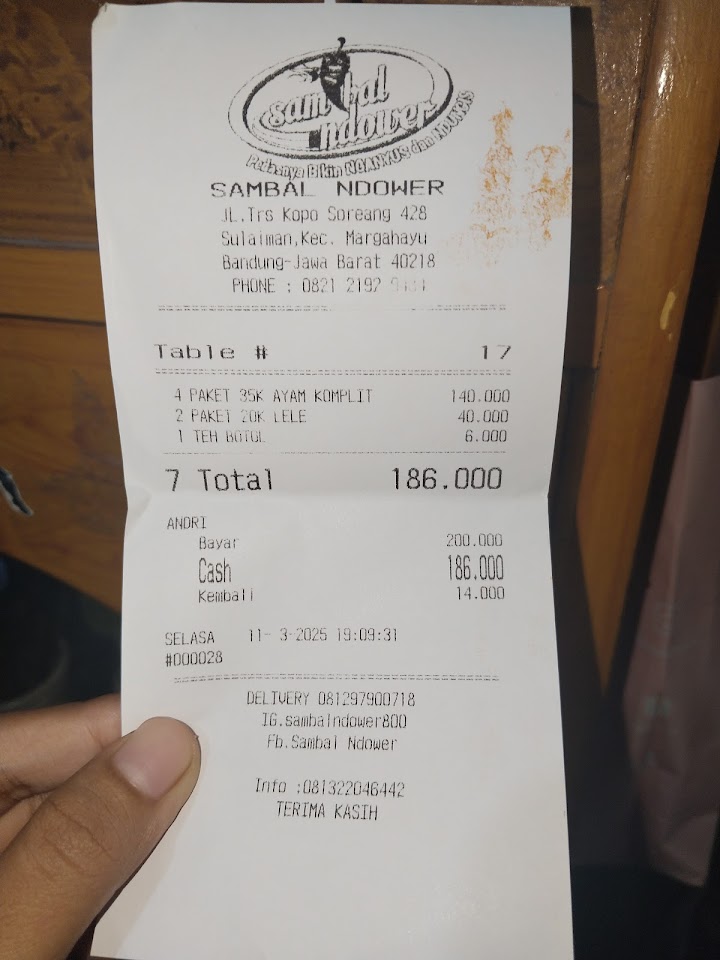 sambal
ndower
Pedasnya Bikin NGANYUS dan
SAMBAL NDOWER
JL.Trs Kopo Soreang 428
Sulaiman,Kec. Margahayu
Bandung-Jawa Barat 40218
PHONE : 0821 2192
Table # 17
4 PAKET 35K AYAM KOMPLIT 140.000
2 PAKET 20K LELE 40.000
1 TEH BOTOL 6.000
7 Total 186.000
ANDRI
Bayar 200.000
Cash 186.000
Kembali 14.000
SELASA 11- 3-2025 19:09:31
#000028
DELIVERY 081297900718
IG.sambalndower800
Fb.Sambal Ndower
Info :081322046442
TERIMA KASIH